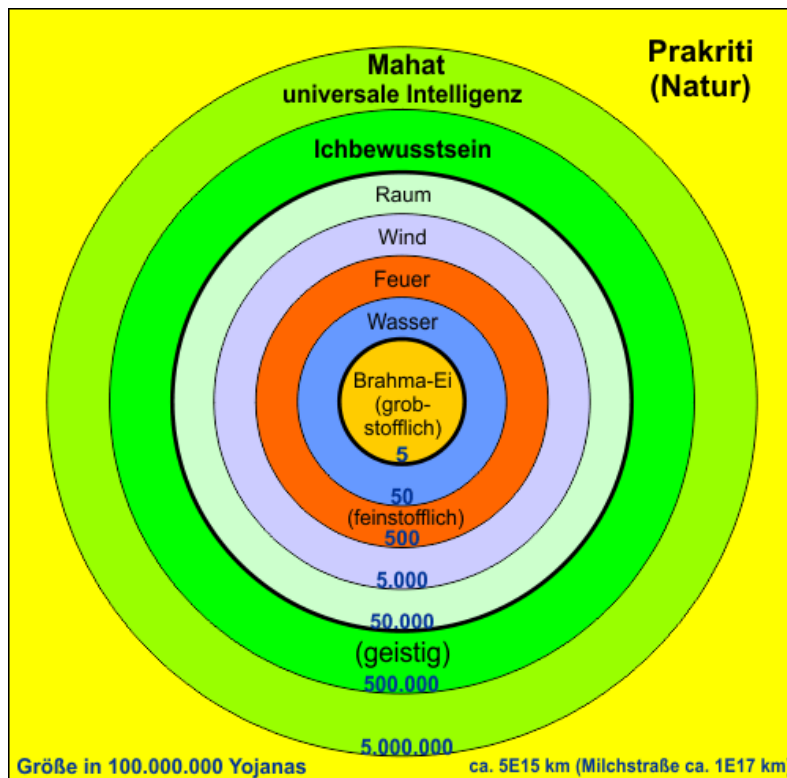 Prakriti
(Natur)
Mahat
universale Intelligenz
Ichbewusstsein
Raum
Wind
Feuer
Wasser
Brahma-Ei
(grob-
stofflich)
5
50
(feinstofflich)
500
5.000
50.000
(geistig)
500.000
5.000.000
Größe in 100.000.000 Yojanas
ca. 5E15 km (Milchstraße ca. 1E17 km